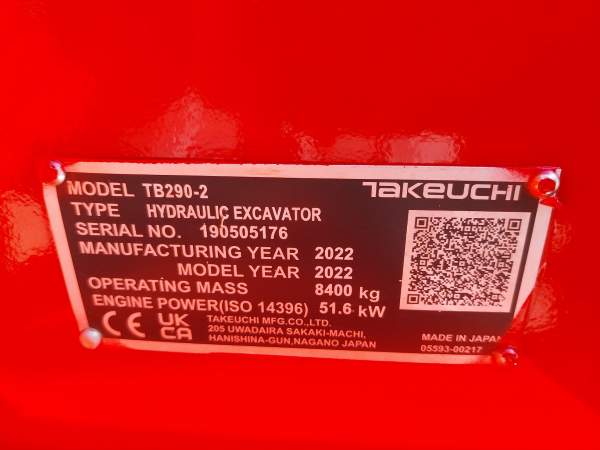 MODEL TB290-2 TAKEUCHI
TYPE HYDRAULIC EXCAVATOR
SERIAL NO. 190505176
MANUFACTURING YEAR 2022
MODEL YEAR 2022
OPERATING MASS 8400 kg
ENGINE POWER(ISO 14396) 51.6 kW
CE UK CA
TAKEUCHI MFG.CO.,LTD.
205 UWADAIRA SAKAKI-MACHI,
HANISHINA-GUN,NAGANO JAPAN
MADE IN JAPAN
05593-00217